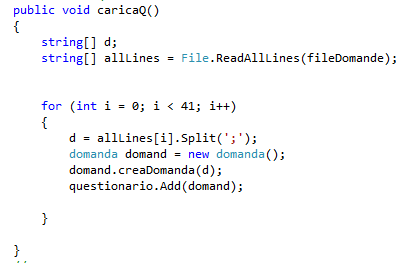 public void caricaQ()
{
string[] d;
string[] allLines = File.ReadAllLines(fileDomande);
for (int i = 0; i < 41; i++)
{
d = allLines[i].Split(';');
domanda domand = new domanda();
domand.creaDomanda(d);
questionario.Add(domand);
}
}